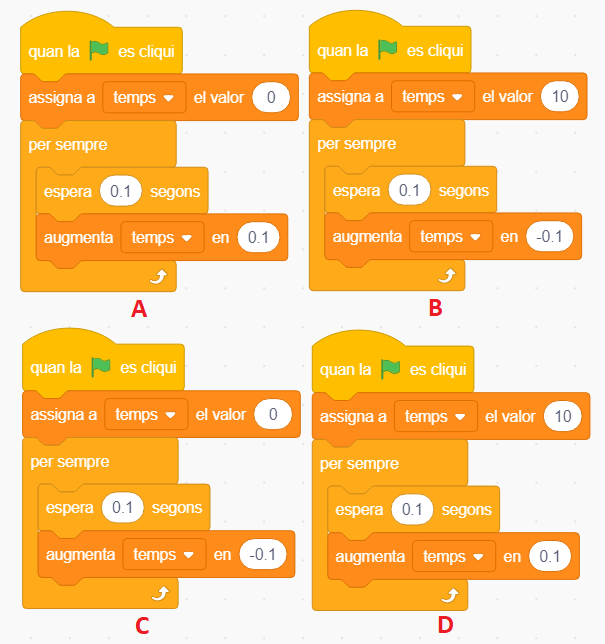 quan la es cliqui
assigna a temps el valor 0
per sempre
espera 0.1 segons
augmenta temps en 0.1
A
quan la es cliqui
assigna a temps el valor 10
per sempre
espera 0.1 segons
augmenta temps en -0.1
B
quan la es cliqui
assigna a temps el valor 0
per sempre
espera 0.1 segons
augmenta temps en -0.1
C
quan la es cliqui
assigna a temps el valor 10
per sempre
espera 0.1 segons
augmenta temps en 0.1
D